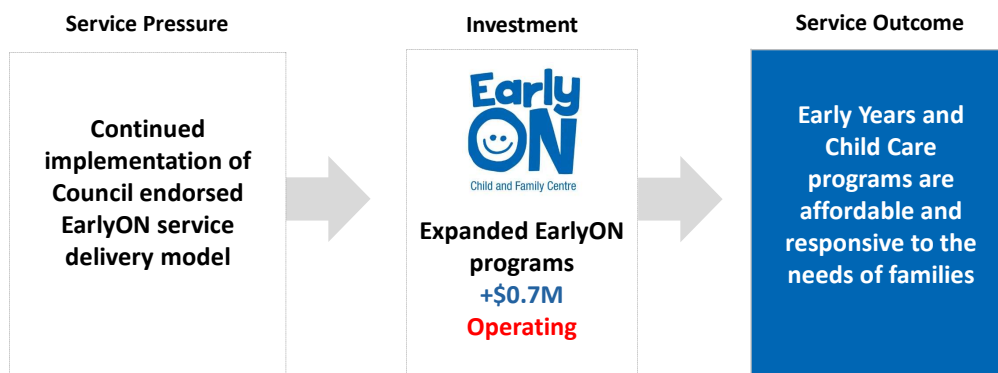 Service Pressure
Continued
implementation of
Council endorsed
EarlyON service
delivery model
Investment
Early
ON
Child and Family Centre
Expanded EarlyON
programs
+$0.7M
Operating
Service Outcome
Early Years and
Child Care
programs are
affordable and
responsive to the
needs of families